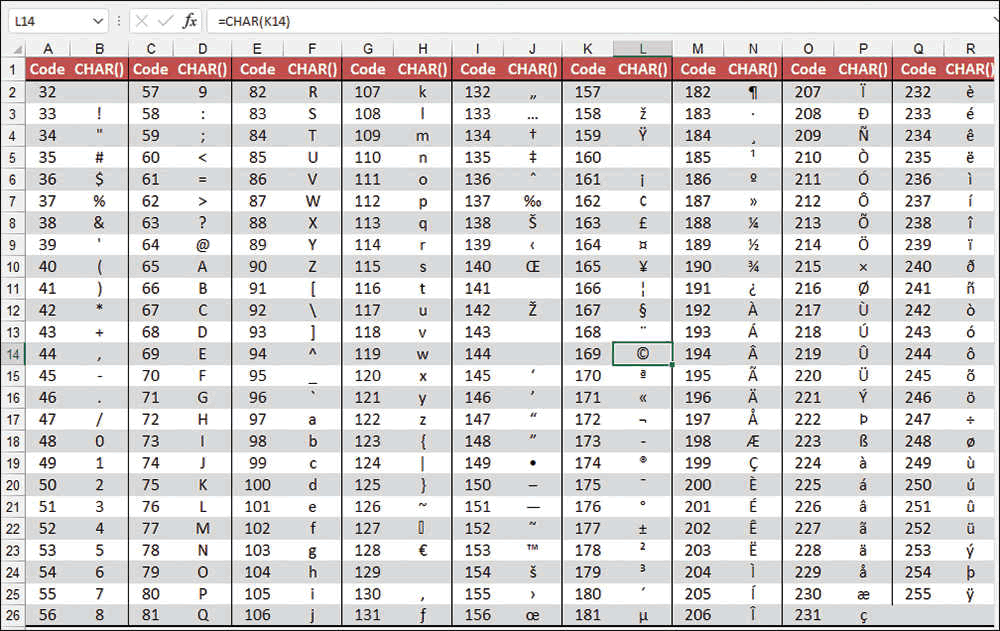 L14 fx =CHAR(K14)
A B C D E F G H I J K L M N O P Q R
1 Code CHAR() Code CHAR() Code CHAR() Code CHAR() Code CHAR() Code CHAR() Code CHAR() Code CHAR() Code CHAR()
2 32 57 9 82 R 107 k 132 „ 157 182 ¶ 207 Ï 232 è
3 33 ! 58 : 83 S 108 l 133 … 158 ž 183 · 208 Ð 233 é
4 34 " 59 ; 84 T 109 m 134 † 159 Ÿ 184 ¸ 209 Ñ 234 ê
5 35 # 60 < 85 U 110 n 135 ‡ 160 185 ¹ 210 Ò 235 ë
6 36 $ 61 = 86 V 111 o 136 ˆ 161 ¡ 186 º 211 Ó 236 ì
7 37 % 62 > 87 W 112 p 137 ‰ 162 ¢ 187 » 212 Ô 237 í
8 38 & 63 ? 88 X 113 q 138 Š 163 £ 188 ¼ 213 Õ 238 î
9 39 ' 64 @ 89 Y 114 r 139 ‹ 164 ¤ 189 ½ 214 Ö 239 ï
10 40 ( 65 A 90 Z 115 s 140 Œ 165 ¥ 190 ¾ 215 × 240 ð
11 41 ) 66 B 91 [ 116 t 141 166 ¦ 191 ¿ 216 Ø 241 ñ
12 42 * 67 C 92 \ 117 u 142 Ž 167 § 192 À 217 Ù 242 ò
13 43 + 68 D 93 ] 118 v 143 168 ¨ 193 Á 218 Ú 243 ó
14 44 , 69 E 94 ^ 119 w 144 169 © 194 Â 219 Û 244 ô
15 45 - 70 F 95 _ 120 x 145 ‘ 170 ª 195 Ã 220 Ü 245 õ
16 46 . 71 G 96 ` 121 y 146 ’ 171 « 196 Ä 221 Ý 246 ö
17 47 / 72 H 97 a 122 z 147 “ 172 ¬ 197 Å 222 Þ 247 ÷
18 48 0 73 I 98 b 123 { 148 ” 173 - 198 Æ 223 ß 248 ø
19 49 1 74 J 99 c 124 | 149 • 174 ® 199 Ç 224 à 249 ù
20 50 2 75 K 100 d 125 } 150 – 175 ¯ 200 È 225 á 250 ú
21 51 3 76 L 101 e 126 ~ 151 — 176 ° 201 É 226 â 251 û
22 52 4 77 M 102 f 127 ▯ 152 ˜ 177 ± 202 Ê 227 ã 252 ü
23 53 5 78 N 103 g 128 € 153 ™ 178 ² 203 Ë 228 ä 253 ý
24 54 6 79 O 104 h 129 154 š 179 ³ 204 Ì 229 å 254 þ
25 55 7 80 P 105 i 130 ‚ 155 › 180 ´ 205 Í 230 æ 255 ÿ
26 56 8 81 Q 106 j 131 ƒ 156 œ 181 µ 206 Î 231 ç